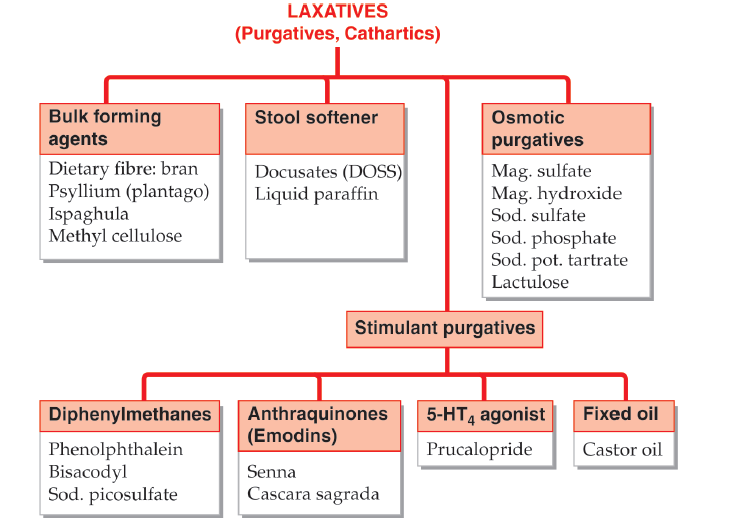 LAXATIVES
(Purgatives, Cathartics)
Bulk forming
agents
Dietary fibre: bran
Psyllium (plantago)
Ispaghula
Methyl cellulose
Stool softener
Docusates (DOSS)
Liquid paraffin
Osmotic
purgatives
Mag. sulfate
Mag. hydroxide
Sod. sulfate
Sod. phosphate
Sod. pot. tartrate
Lactulose
Stimulant purgatives
Diphenylmethanes
Phenolphthalein
Bisacodyl
Sod. picosulfate
Anthraquinones
(Emodins)
Senna
Cascara sagrada
5-HT₄ agonist
Prucalopride
Fixed oil
Castor oil